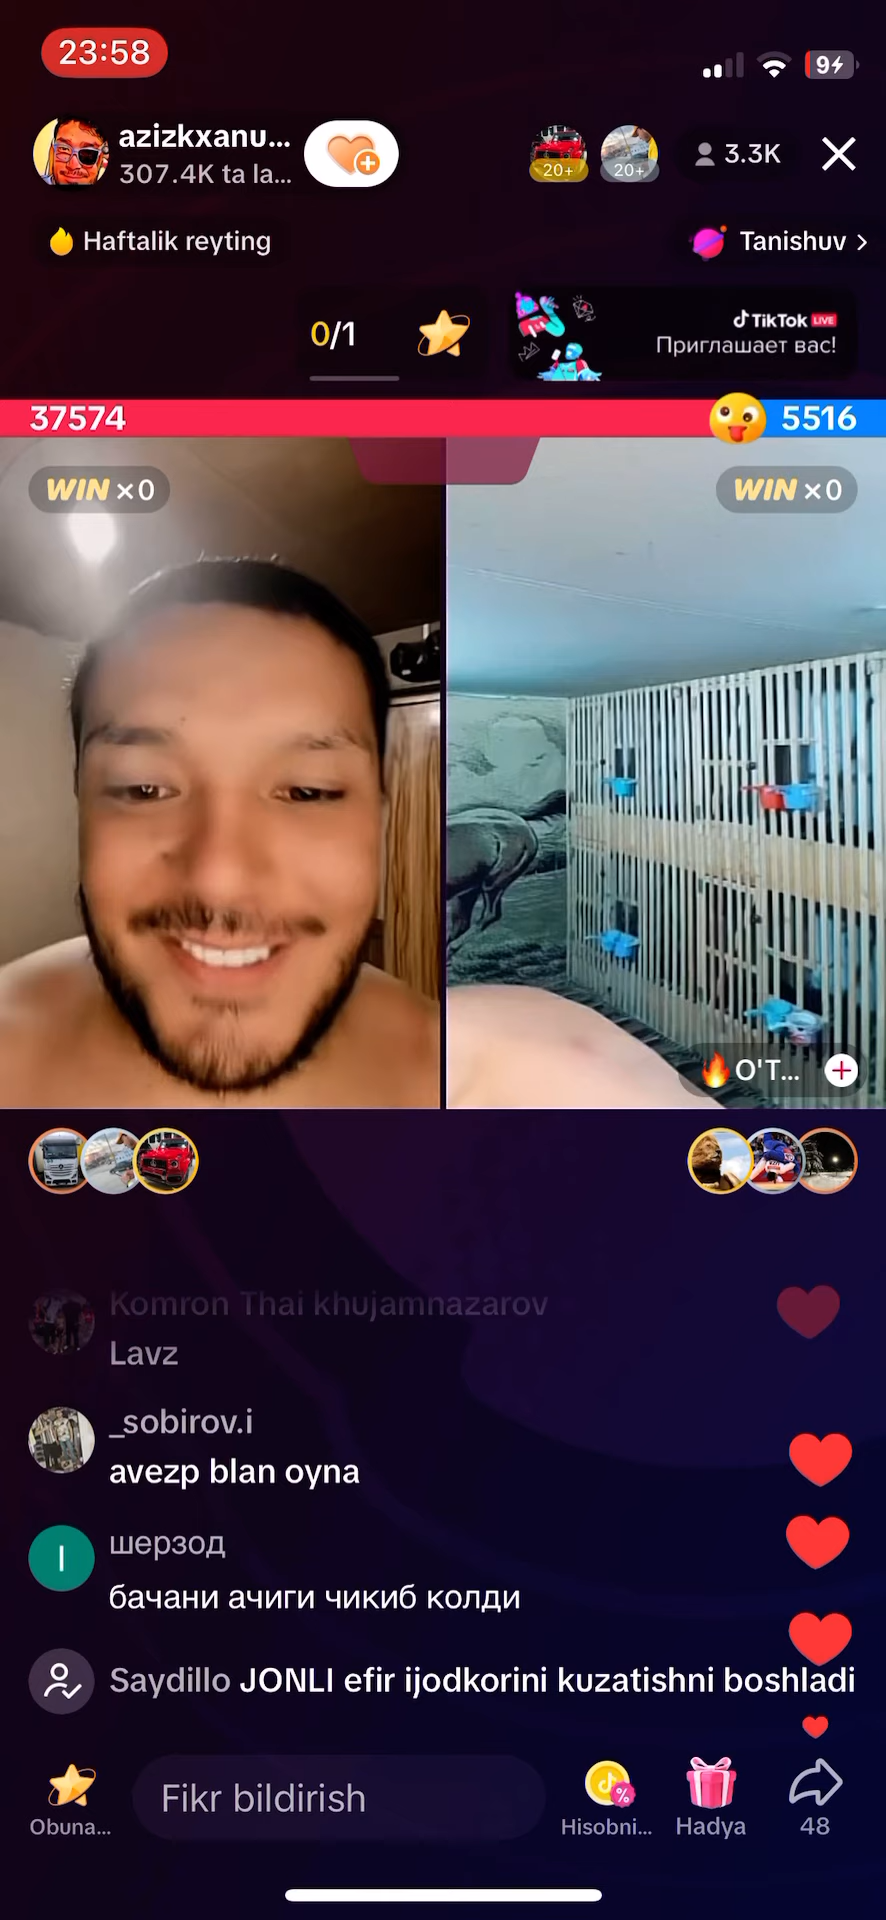 23:58
9
azizkxanu...
307.4K ta la...
20+
20+
3.3K
Haftalik reyting
Tanishuv >
0/1
TikTok LIVE
Приглашает вас!
37574
5516
WIN ×0
WIN ×0
O'T...
Komron Thai khujamnazarov
Lavz
_sobirov.i
avezp blan oyna
I
шерзод
бачани ачиги чикиб колди
Saydillo JONLI efir ijodkorini kuzatishni boshladi
Obuna...
Fikr bildirish
Hisobni...
Hadya
48